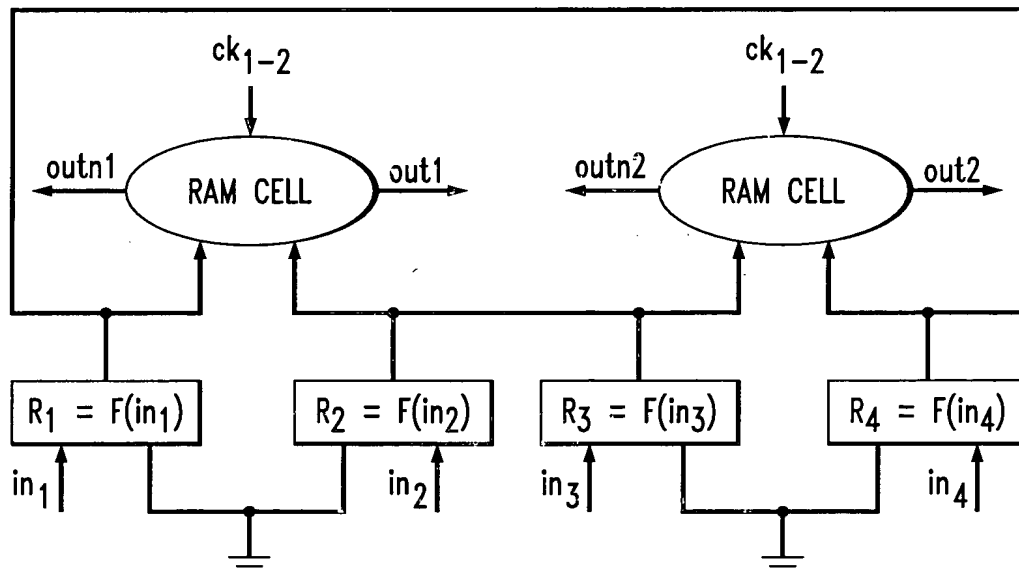 ck₁₋₂ ck₁₋₂
outn1 RAM CELL out1 outn2 RAM CELL out2
R₁ = F(in₁) R₂ = F(in₂) R₃ = F(in₃) R₄ = F(in₄)
in₁ in₂ in₃ in₄